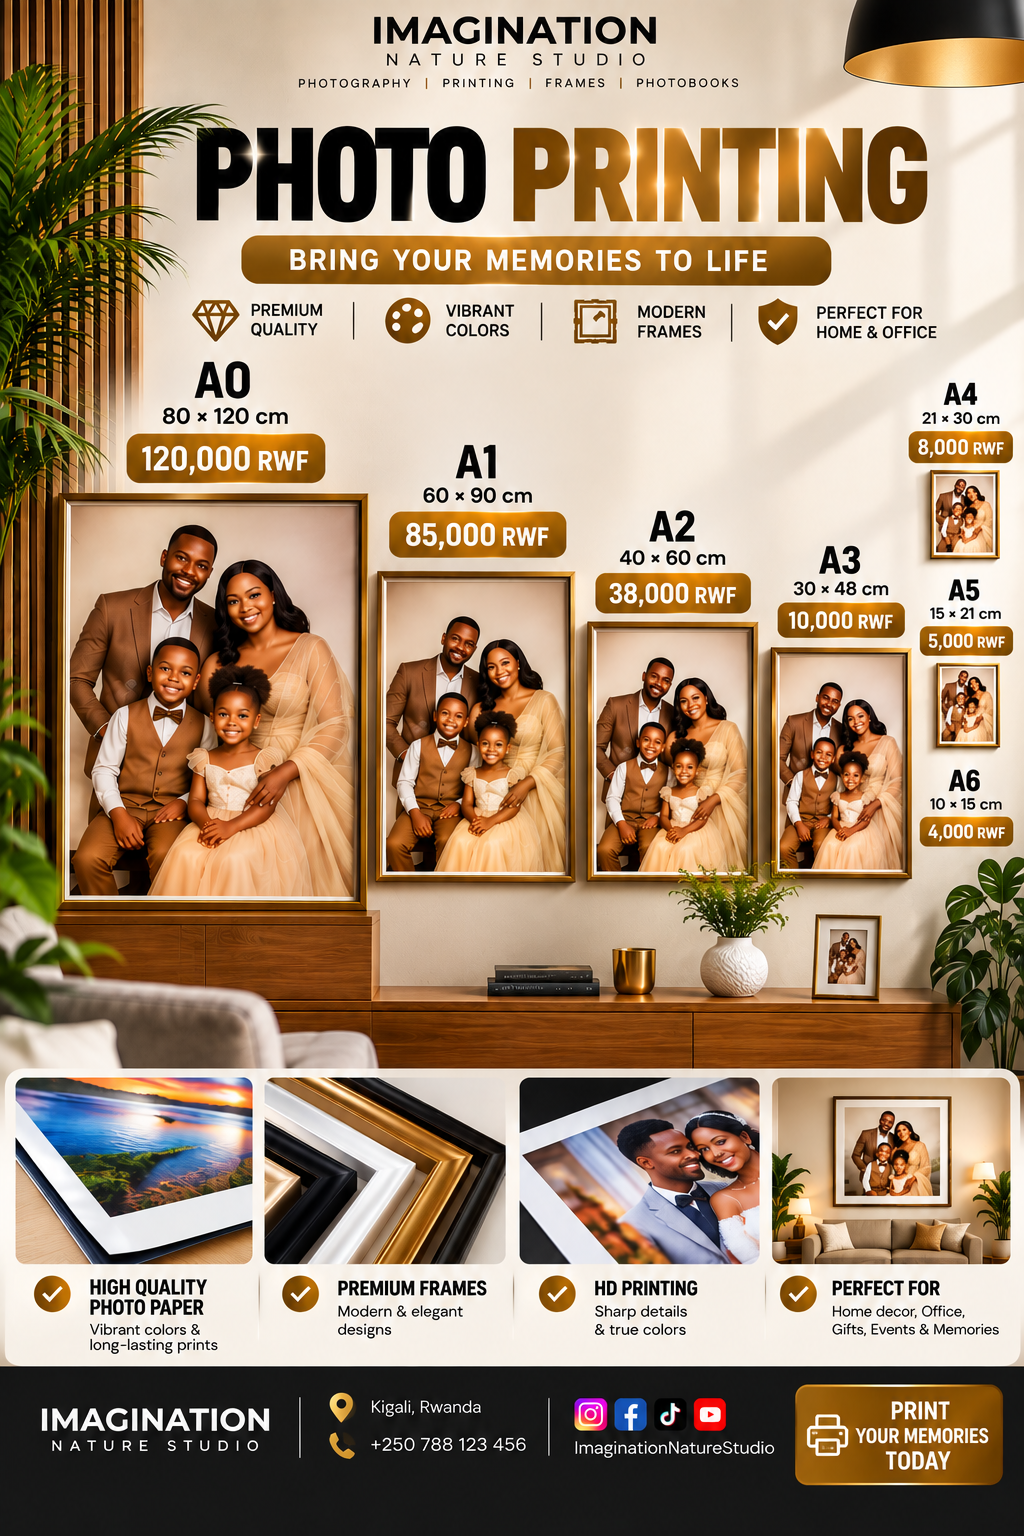 IMAGINATION
NATURE STUDIO
PHOTOGRAPHY | PRINTING | FRAMES | PHOTOBOOKS
PHOTO PRINTING
BRING YOUR MEMORIES TO LIFE
PREMIUM
QUALITY
VIBRANT
COLORS
MODERN
FRAMES
PERFECT FOR
HOME & OFFICE
A0
80 × 120 cm
120,000 RWF
A1
60 × 90 cm
85,000 RWF
A2
40 × 60 cm
38,000 RWF
A3
30 × 48 cm
10,000 RWF
A4
21 × 30 cm
8,000 RWF
A5
15 × 21 cm
5,000 RWF
A6
10 × 15 cm
4,000 RWF
HIGH QUALITY
PHOTO PAPER
Vibrant colors &
long-lasting prints
PREMIUM FRAMES
Modern & elegant
designs
HD PRINTING
Sharp details
& true colors
PERFECT FOR
Home decor, Office,
Gifts, Events & Memories
IMAGINATION
NATURE STUDIO
Kigali, Rwanda
+250 788 123 456
ImaginationNatureStudio
PRINT
YOUR MEMORIES
TODAY